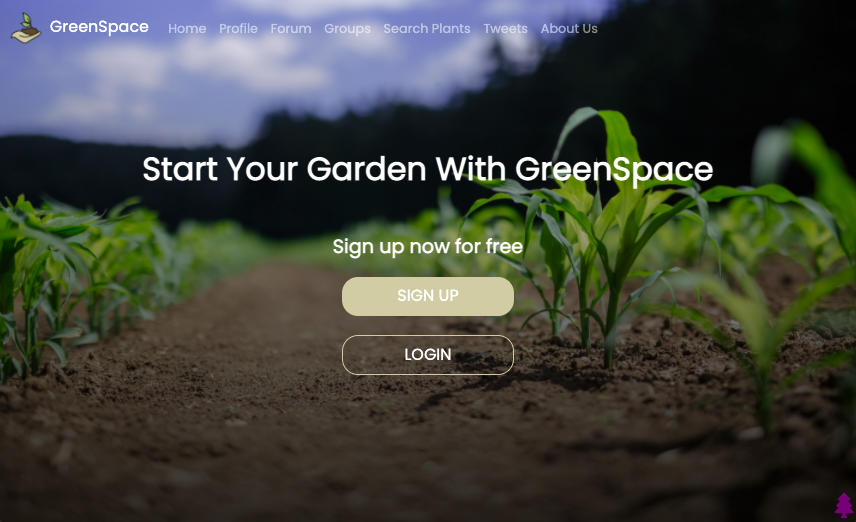 GreenSpace Home Profile Forum Groups Search Plants Tweets About Us
Start Your Garden With GreenSpace
Sign up now for free
SIGN UP
LOGIN